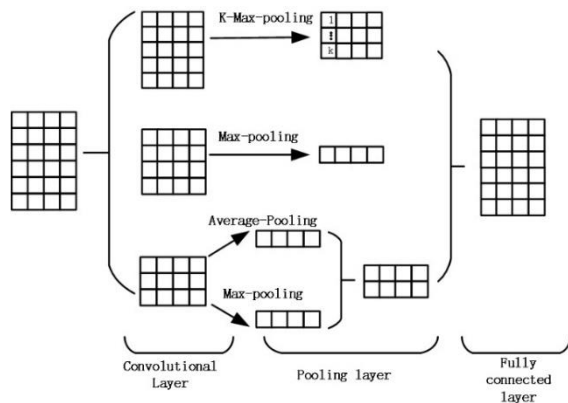 K-Max-pooling
1
⋮
k
Max-pooling
Average-Pooling
Max-pooling
Convolutional
Layer
Pooling layer
Fully
connected
layer